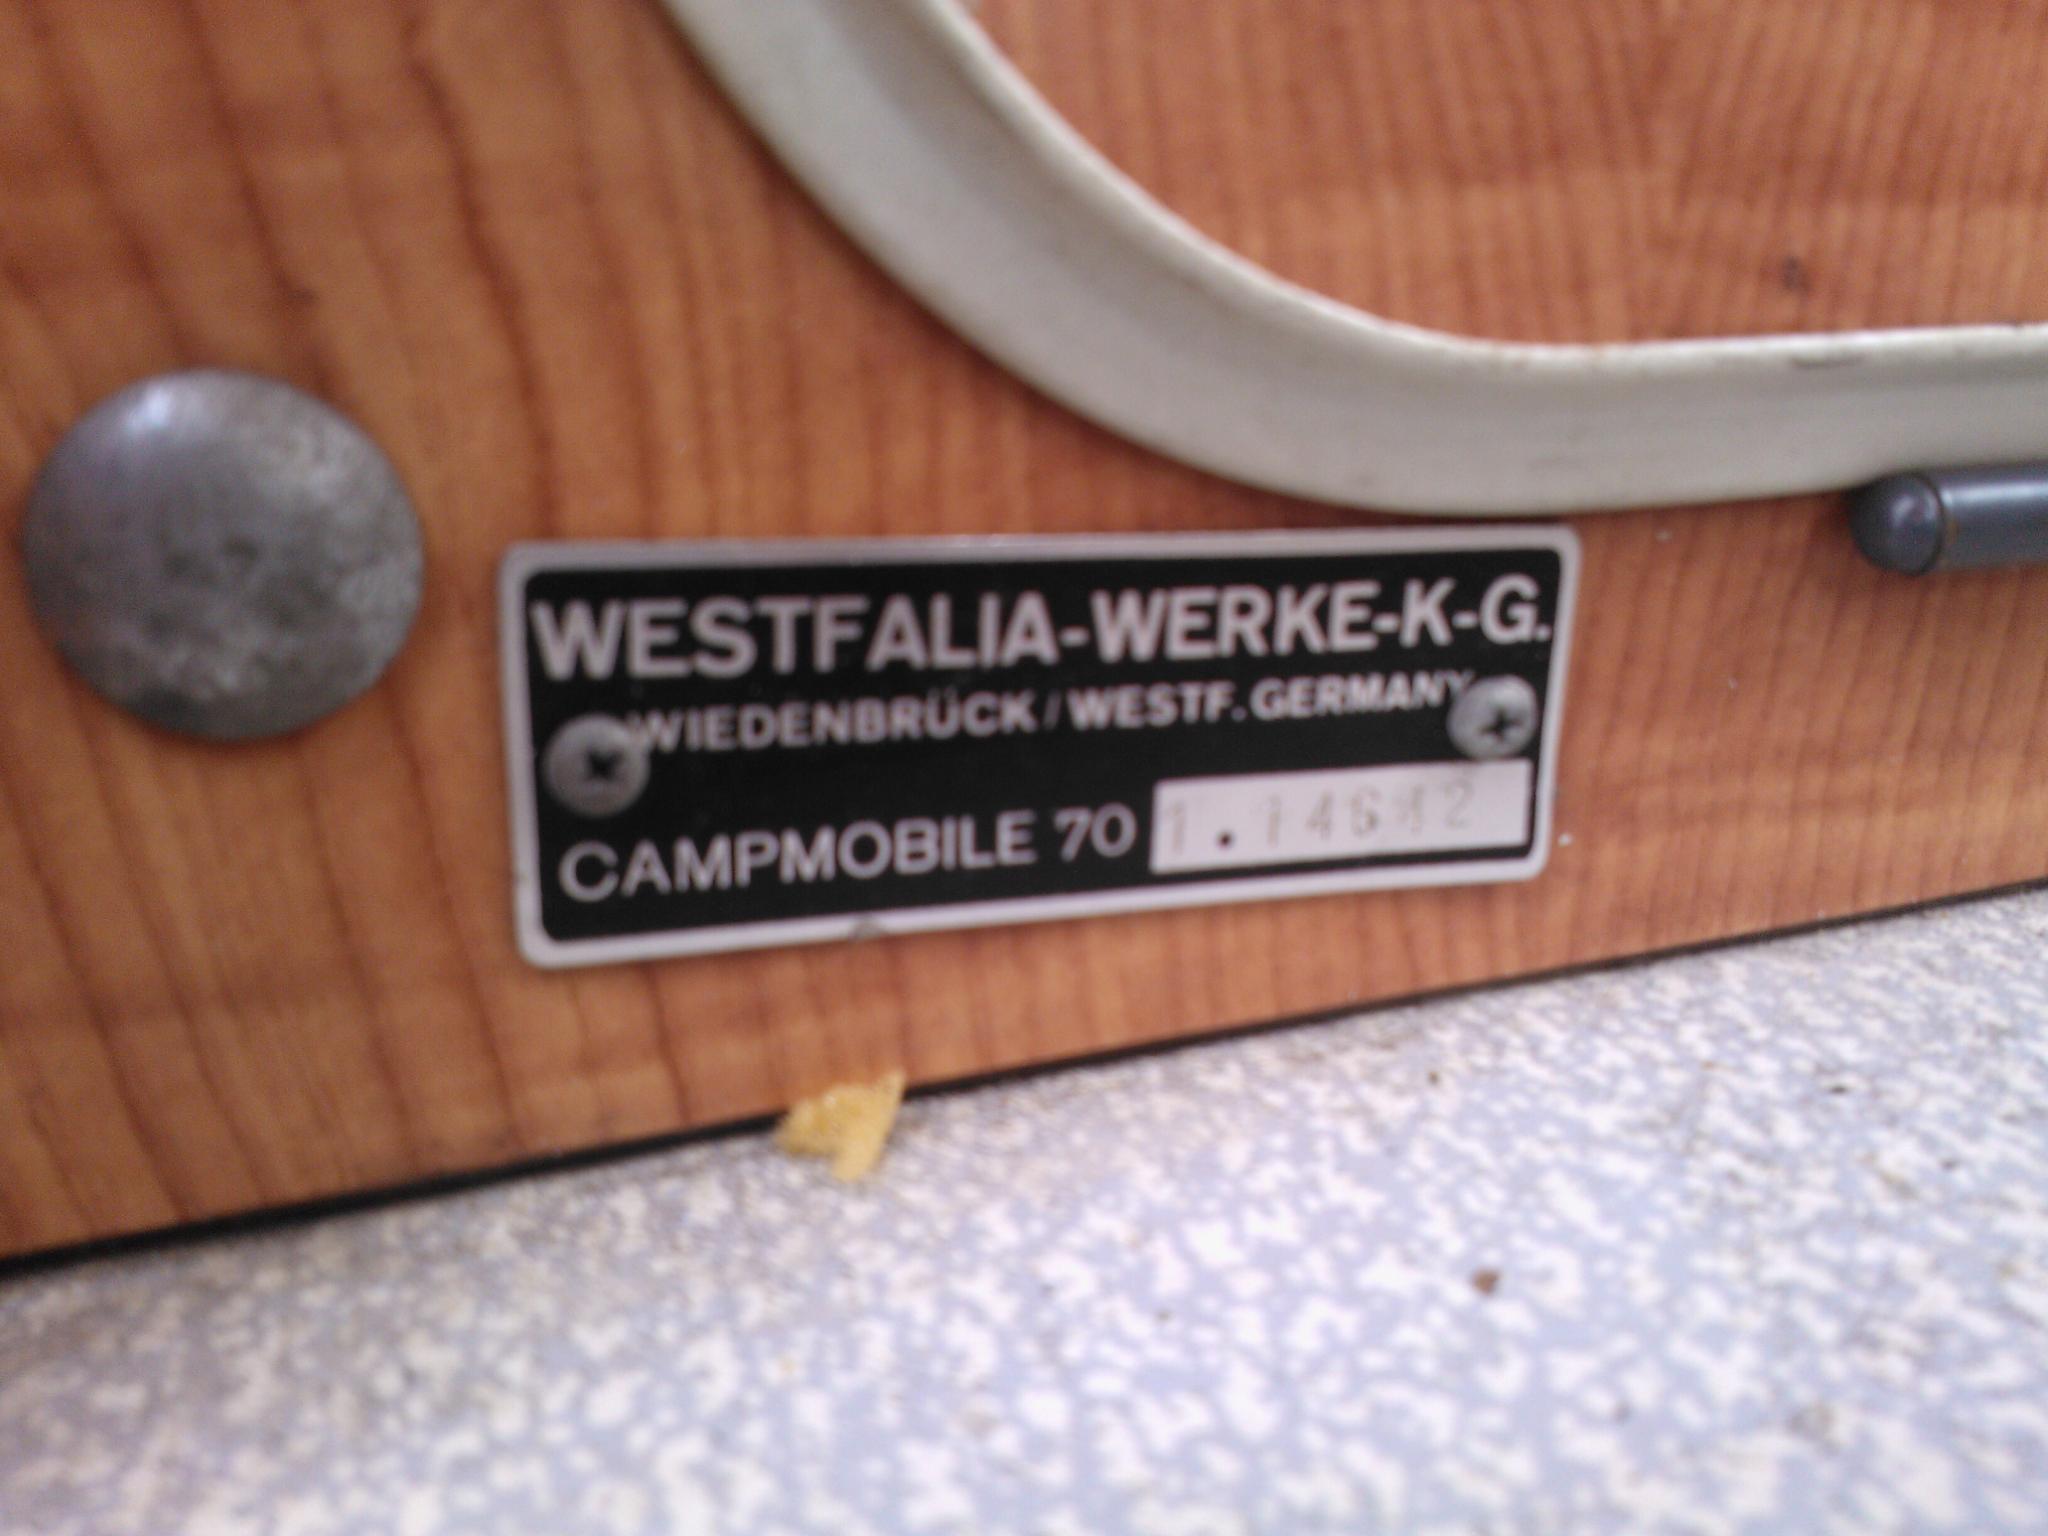 WESTFALIA-WERKE-K-G.
WIEDENBRÜCK / WESTF. GERMANY
CAMPMOBILE 70